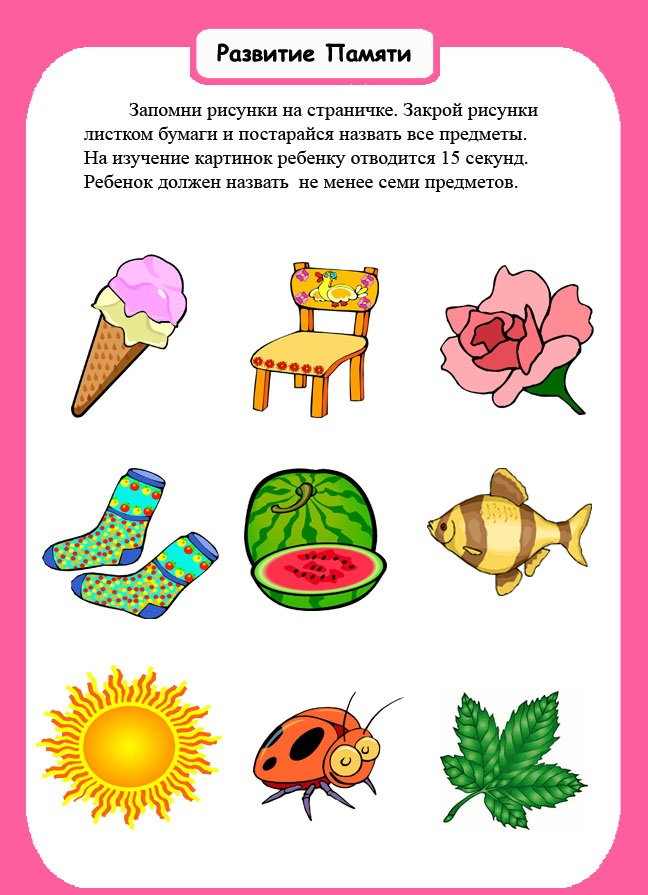 Развитие Памяти
Запомни рисунки на страничке. Закрой рисунки
листком бумаги и постарайся назвать все предметы.
На изучение картинок ребенку отводится 15 секунд.
Ребенок должен назвать  не менее семи предметов.